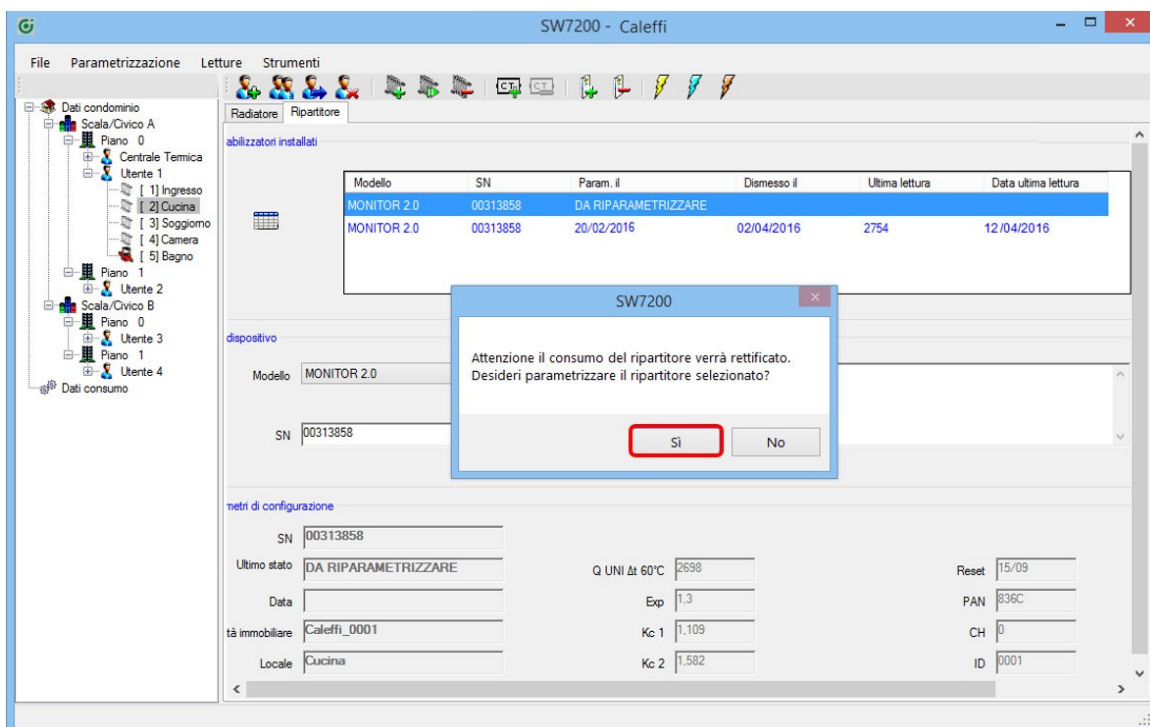 SW7200 - Caleffi
File Parametrizzazione Letture Strumenti
Dati condominio
Scala/Civico A
Piano 0
Centrale Termica
Utente 1
[ 1] Ingresso
[ 2] Cucina
[ 3] Soggiorno
[ 4] Camera
[ 5] Bagno
Piano 1
Utente 2
Scala/Civico B
Piano 0
Utente 3
Piano 1
Utente 4
Dati consumo
Radiatore Ripartitore
abilizzatori installati
Modello SN Param. il Dismesso il Ultima lettura Data ultima lettura
MONITOR 2.0 00313858 DA RIPARAMETRIZZARE
MONITOR 2.0 00313858 20/02/2016 02/04/2016 2754 12/04/2016
dispositivo
Modello MONITOR 2.0
SN 00313858
SW7200
Attenzione il consumo del ripartitore verrà rettificato.
Desideri parametrizzare il ripartitore selezionato?
Sì No
metri di configurazione
SN 00313858
Ultimo stato DA RIPARAMETRIZZARE Q UNI Δt 60°C 2698 Reset 15/09
Data Exp 1,3 PAN 836C
tà immobiliare Caleffi_0001 Kc 1 1,109 CH 0
Locale Cucina Kc 2 1,582 ID 0001